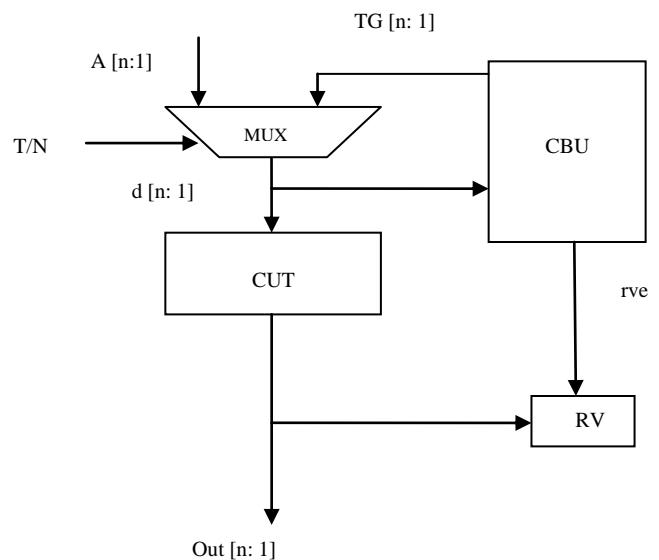 TG [n: 1]
A [n:1]
MUX
T/N
CBU
d [n: 1]
CUT
rve
RV
Out [n: 1]